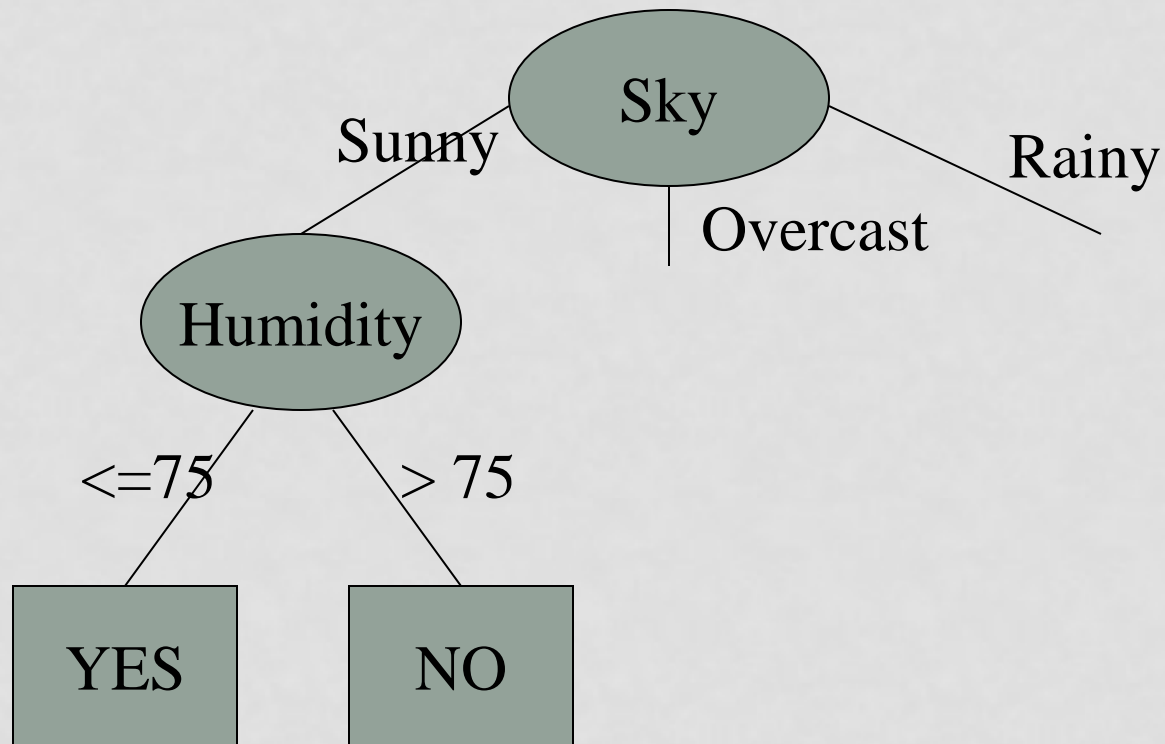 Sky
Sunny
Rainy
Overcast
Humidity
<=75
> 75
YES
NO